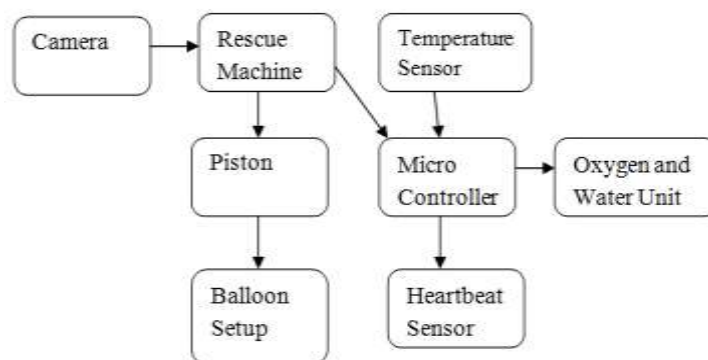 Camera
Rescue
Machine
Temperature
Sensor
Piston
Micro
Controller
Oxygen and
Water Unit
Balloon
Setup
Heartbeat
Sensor